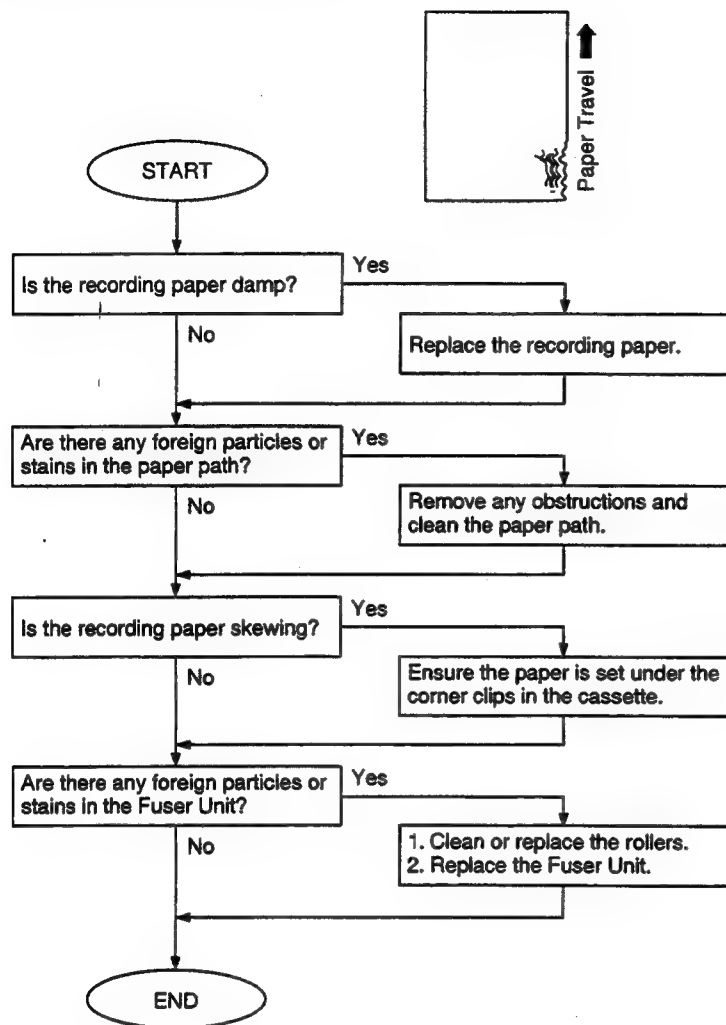 Paper Travel
START
Is the recording paper damp?
Yes
No
Replace the recording paper.
Are there any foreign particles or
stains in the paper path?
Yes
No
Remove any obstructions and
clean the paper path.
Is the recording paper skewing?
Yes
No
Ensure the paper is set under the
corner clips in the cassette.
Are there any foreign particles or
stains in the Fuser Unit?
Yes
No
1. Clean or replace the rollers.
2. Replace the Fuser Unit.
END